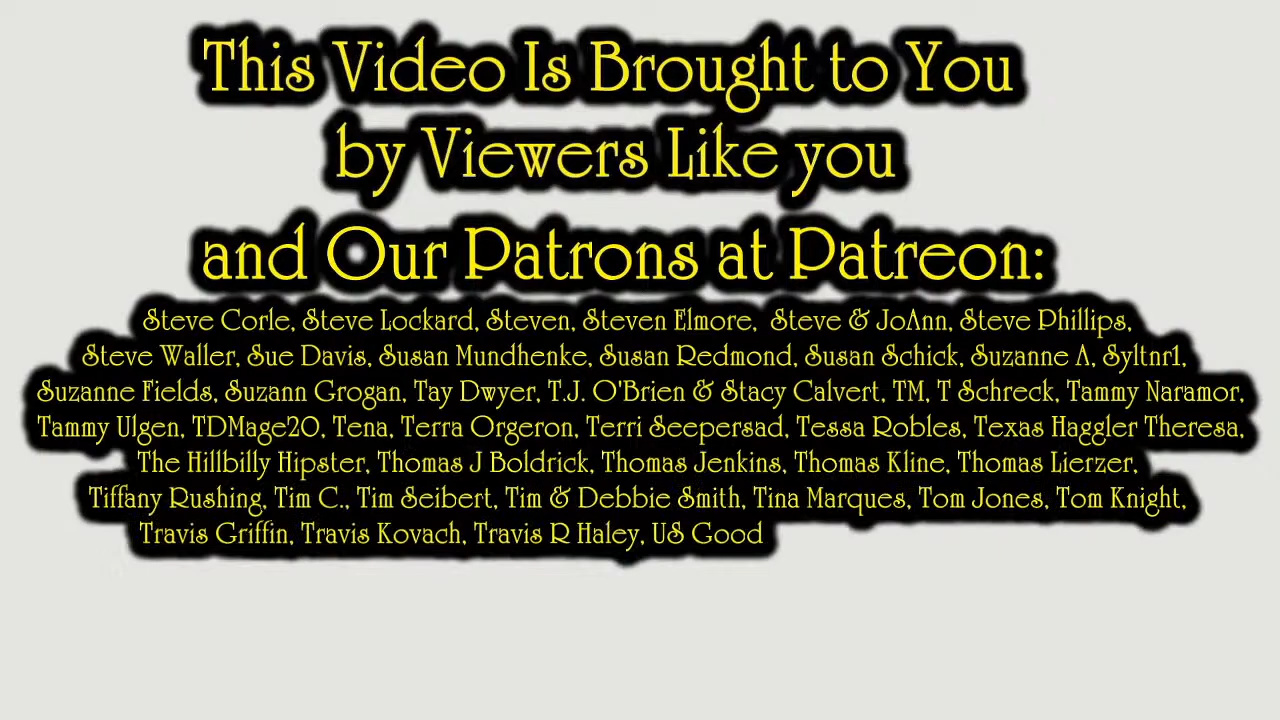 This Video Is Brought to You
by Viewers Like you
and Our Patrons at Patreon:
Steve Corle, Steve Lockard, Steven, Steven Elmore, Steve & JoAnn, Steve Phillips,
Steve Waller, Sue Davis, Susan Mundhenke, Susan Redmond, Susan Schick, Suzanne A, Syltnr1,
Suzanne Fields, Suzann Grogan, Tay Dwyer, T.J. O'Brien & Stacy Calvert, TM, T Schreck, Tammy Naramor,
Tammy Ulgen, TDMage20, Tena, Terra Orgeron, Terri Seepersad, Tessa Robles, Texas Haggler Theresa,
The Hillbilly Hipster, Thomas J Boldrick, Thomas Jenkins, Thomas Kline, Thomas Lierzer,
Tiffany Rushing, Tim C., Tim Seibert, Tim & Debbie Smith, Tina Marques, Tom Jones, Tom Knight,
Travis Griffin, Travis Kovach, Travis R Haley, US Good